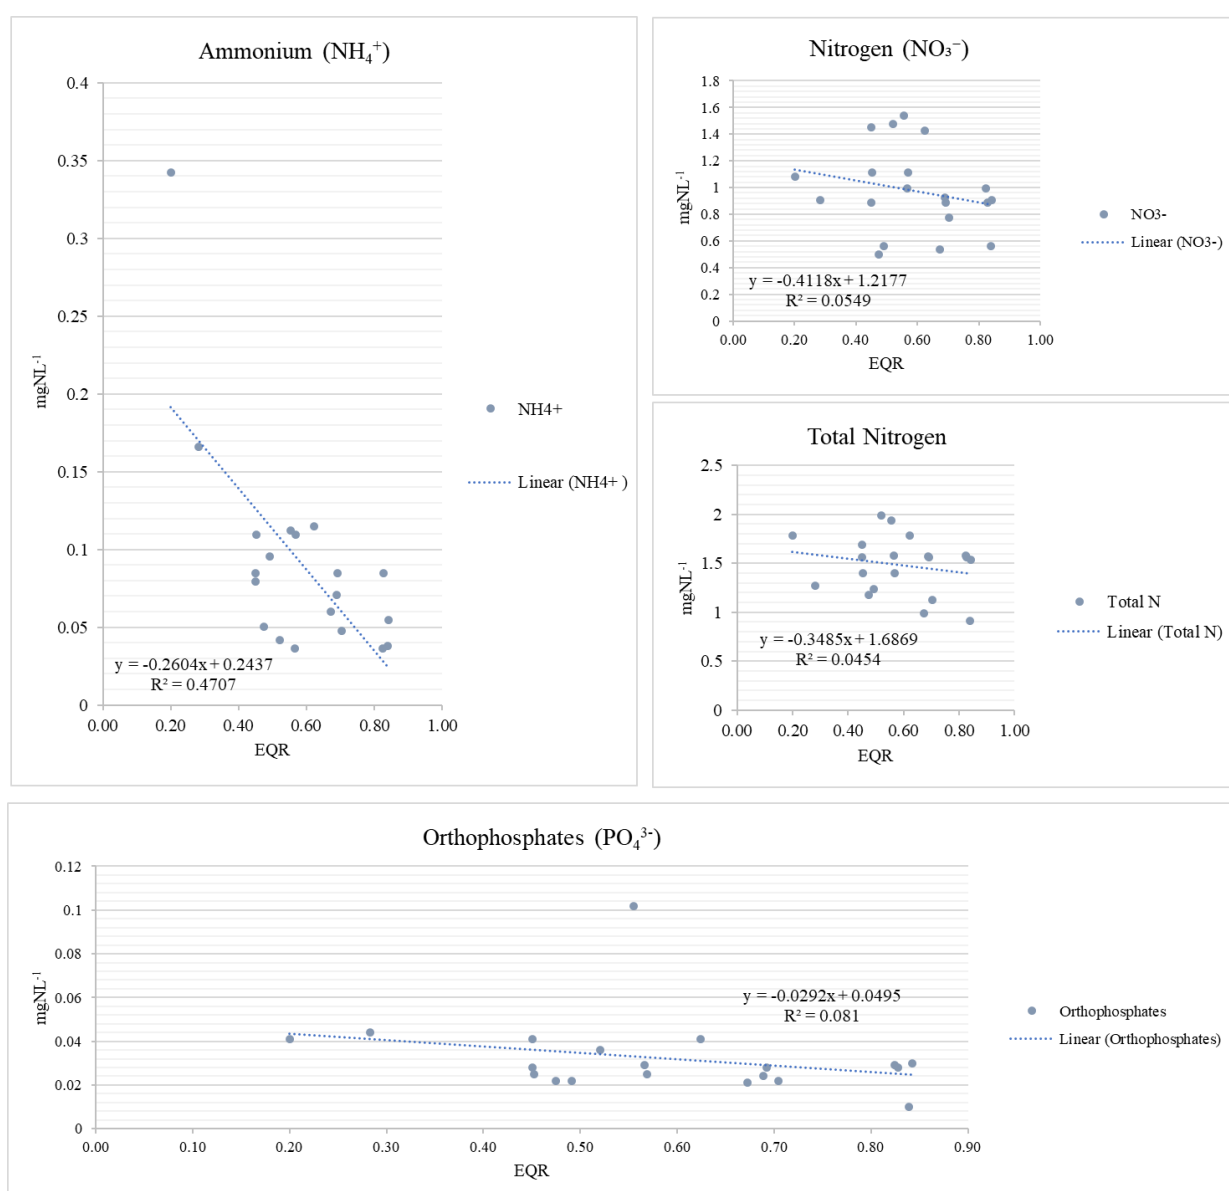 Ammonium (NH₄⁺)
0.4
0.35
0.3
0.25
0.2
0.15
0.1
0.05
0
mgNL⁻¹
y = -0.2604x + 0.2437
R² = 0.4707
0.00 0.20 0.40 0.60 0.80 1.00
EQR
NH4+
Linear (NH4+ )
Nitrogen (NO₃⁻)
1.8
1.6
1.4
1.2
1
0.8
0.6
0.4
0.2
0
mgNL⁻¹
y = -0.4118x + 1.2177
R² = 0.0549
0.00 0.20 0.40 0.60 0.80 1.00
EQR
NO3-
Linear (NO3-)
Total Nitrogen
2.5
2
1.5
1
0.5
0
mgNL⁻¹
y = -0.3485x + 1.6869
R² = 0.0454
0.00 0.20 0.40 0.60 0.80 1.00
EQR
Total N
Linear (Total N)
Orthophosphates (PO₄³⁻)
0.12
0.1
0.08
0.06
0.04
0.02
0
mgNL⁻¹
y = -0.0292x + 0.0495
R² = 0.081
0.00 0.10 0.20 0.30 0.40 0.50 0.60 0.70 0.80 0.90
EQR
Orthophosphates
Linear (Orthophosphates)